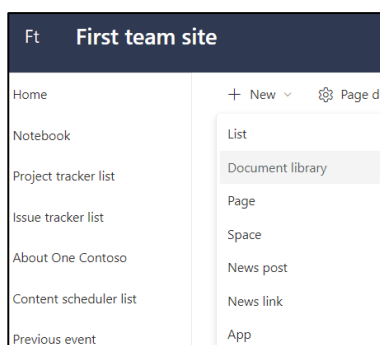 Ft First team site
Home
Notebook
Project tracker list
Issue tracker list
About One Contoso
Content scheduler list
Previous event
+ New Page d
List
Document library
Page
Space
News post
News link
App